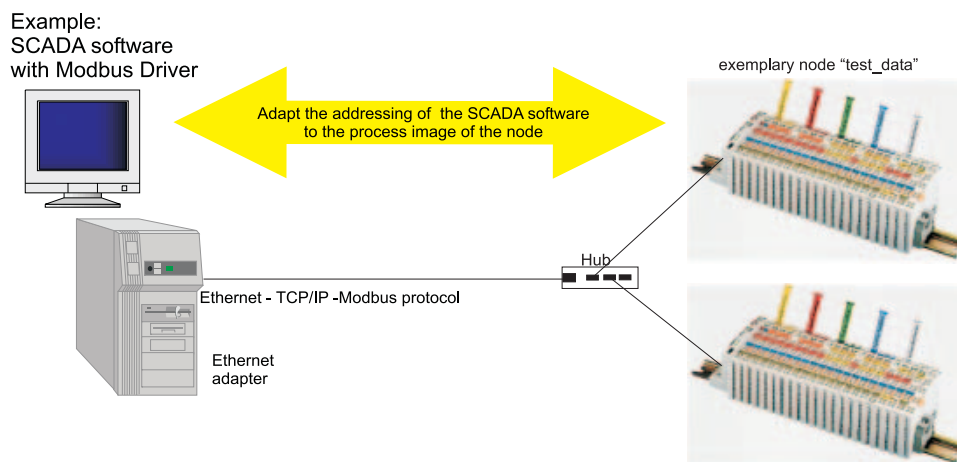 Example:
SCADA software
with Modbus Driver
exemplary node “test_data”
Adapt the addressing of the SCADA software
to the process image of the node
Hub
Ethernet - TCP/IP -Modbus protocol
Ethernet
adapter